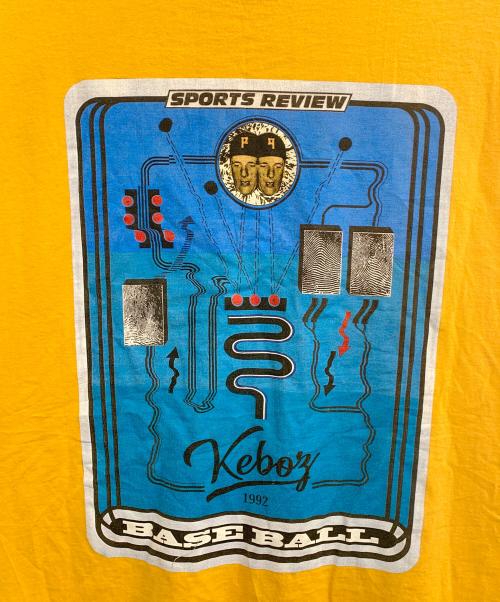 SPORTS REVIEW
P P
Keboz
1992
BASE BALL